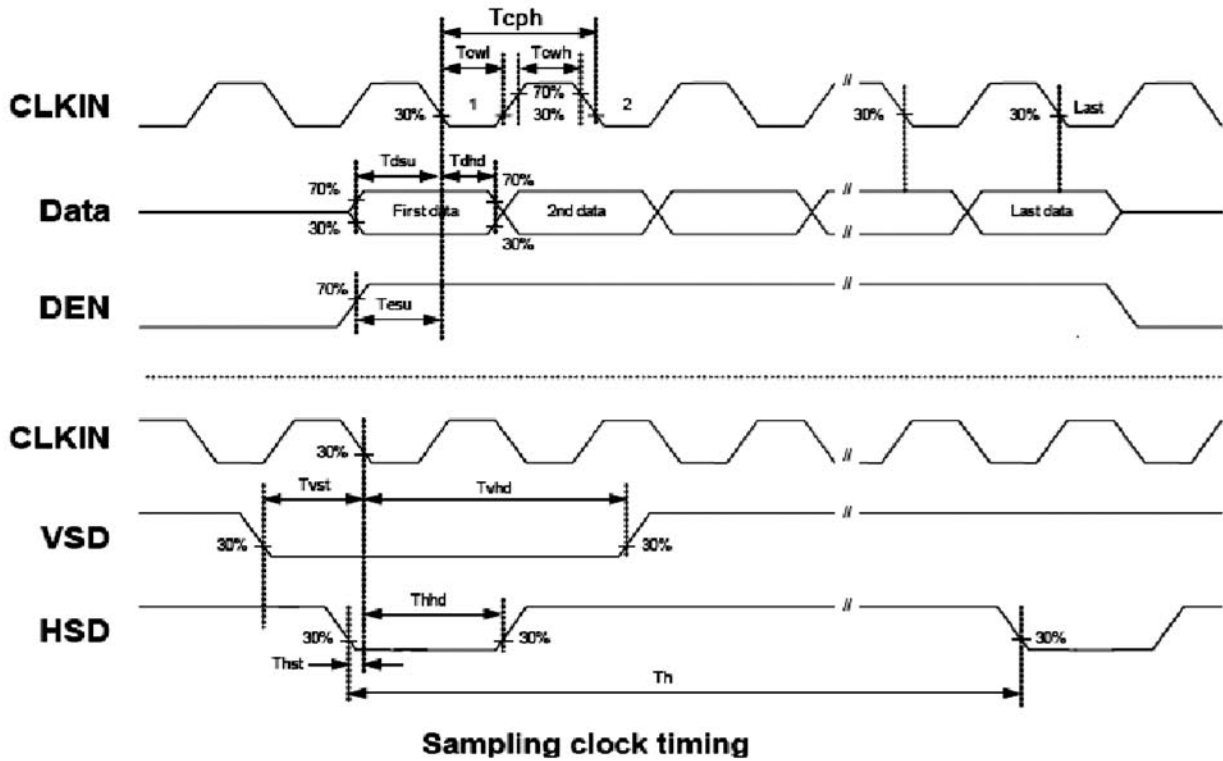 Tcph
Tcwl Tcwh
CLKIN 30% 1 70% 30% 2 // 30% 30% Last
Tdsu Tdhd
70% 70%
Data First data 2nd data // // Last data
30% 30%
DEN 70% //
Tesu
CLKIN 30% //
Tvst Tvhd
VSD 30% 30% //
Thhd
HSD 30% 30% // 30%
Thst
Th
Sampling clock timing